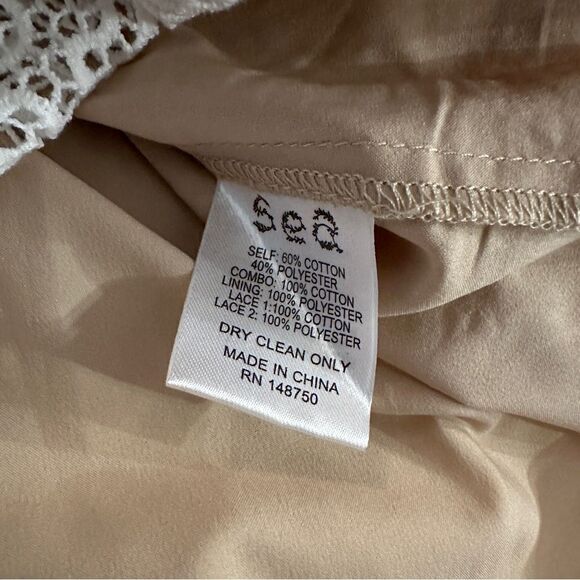 Sea
SELF: 60% COTTON
40% POLYESTER
COMBO: 100% COTTON
LINING: 100% POLYESTER
LACE 1:100% COTTON
LACE 2: 100% POLYESTER
DRY CLEAN ONLY
MADE IN CHINA
RN 148750